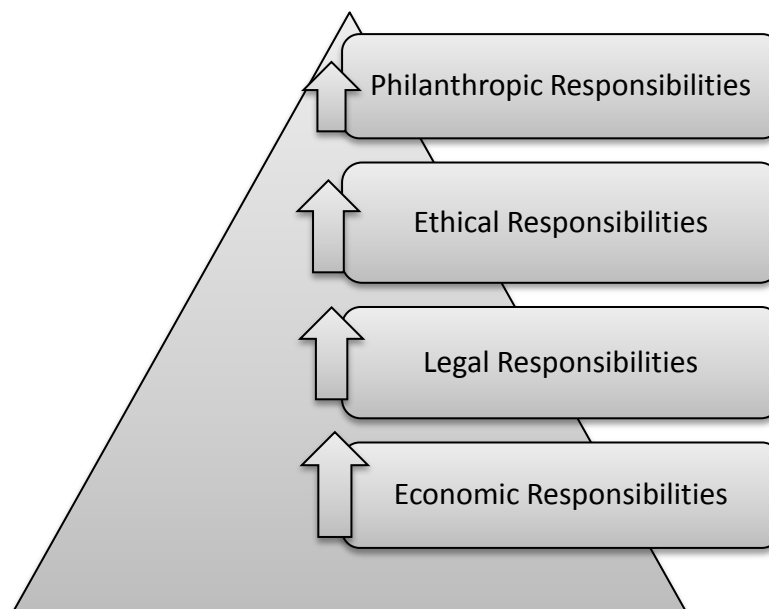 Philanthropic Responsibilities
Ethical Responsibilities
Legal Responsibilities
Economic Responsibilities